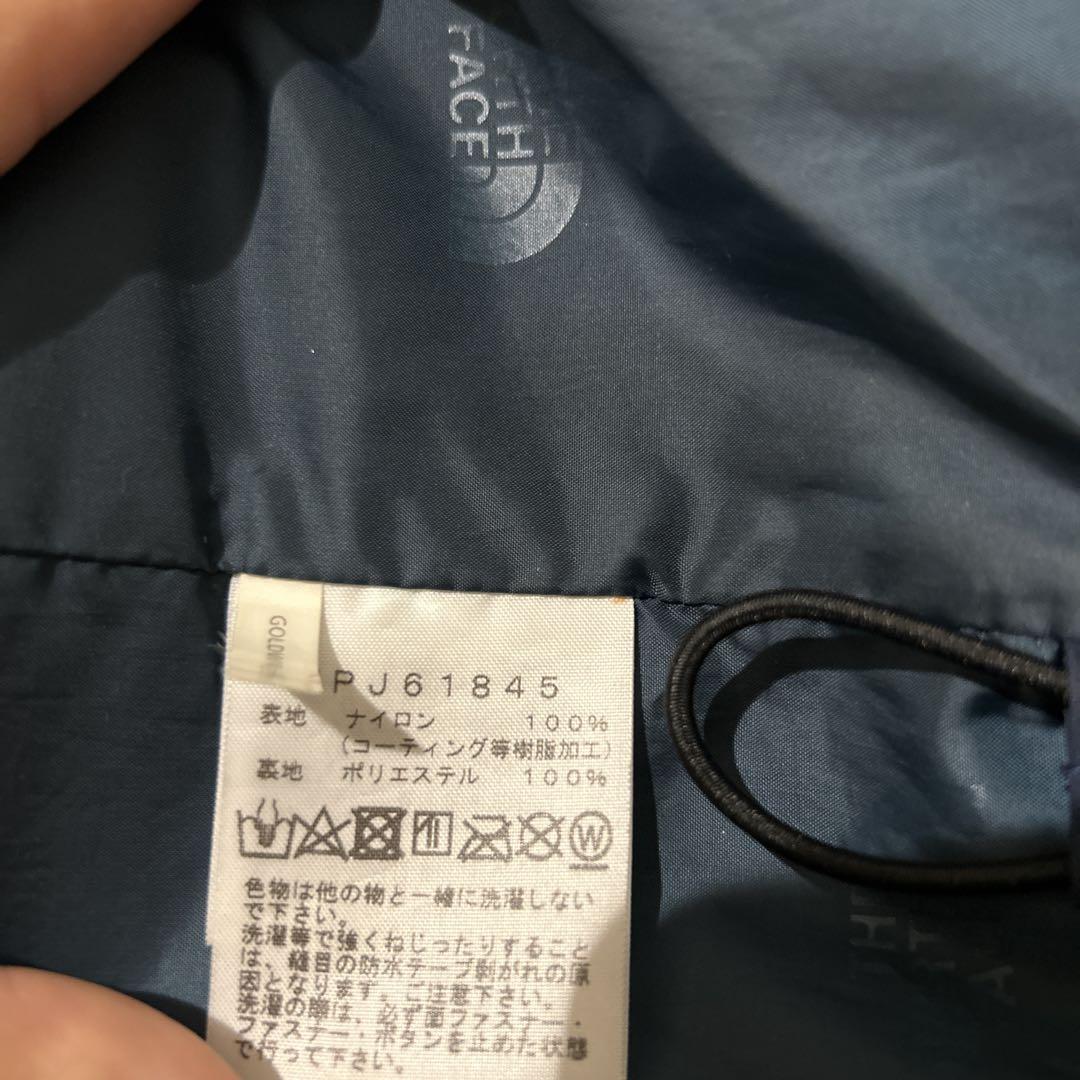 THE
NORTH
FACE
GOLDWIN
PJ61845
表地 ナイロン 100%
(コーティング等樹脂加工)
裏地 ポリエステル 100%
W
色物は他の物と一緒に洗濯しない
で下さい。
洗濯等で強くねじったりすること
は、縫目の防水テープ剥がれの原
因となります、ご注意下さい。
洗濯の際は、必ず面ファスナー・
ファスナー・ボタンを止めた状態
で行って下さい。
THE